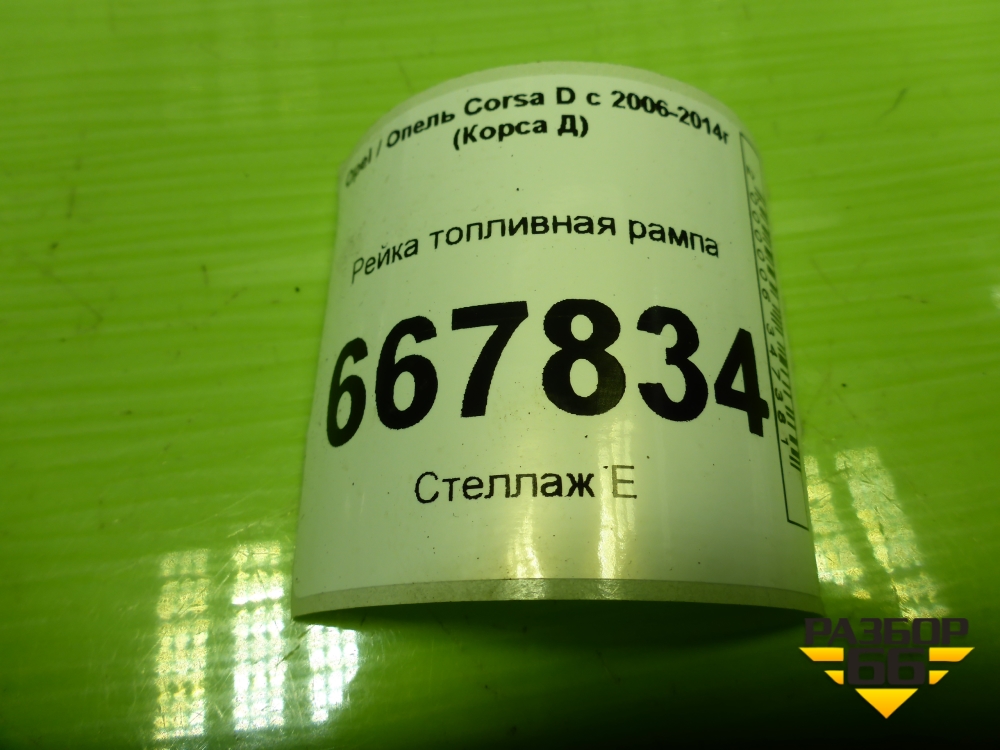 Opel / Опель Corsa D с 2006-2014г
(Корса Д)
Рейка топливная рампа
667834
Стеллаж Е
РАЗБОР
66